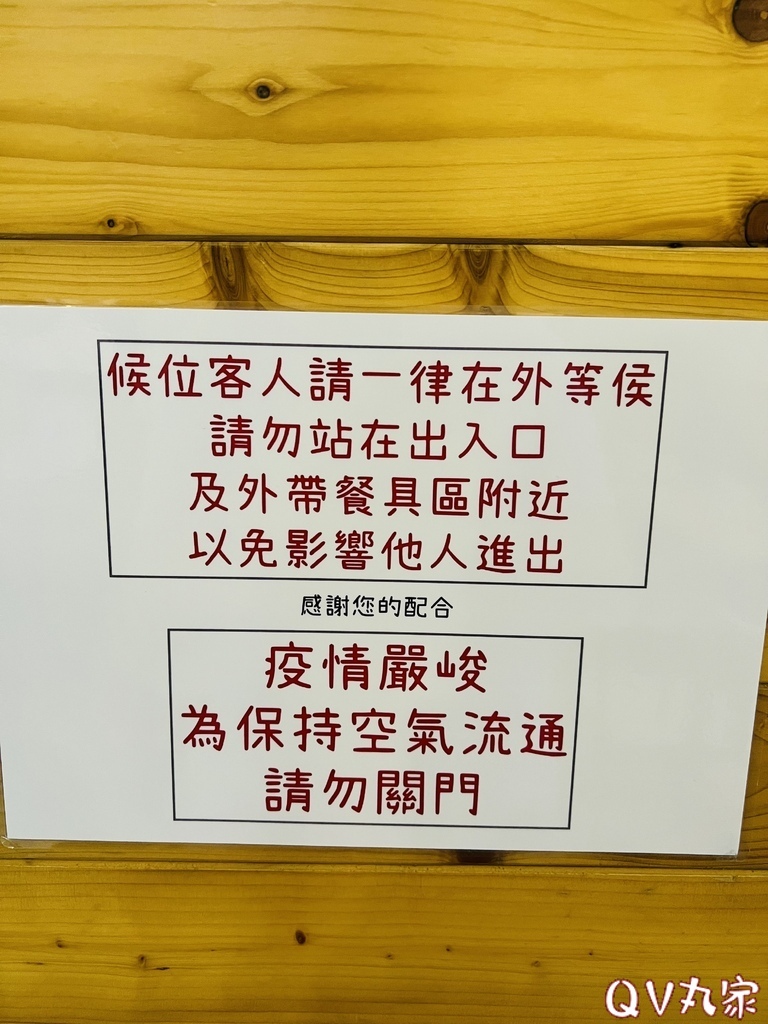 候位客人請一律在外等侯
請勿站在出入口
及外帶餐具區附近
以免影響他人進出
感謝您的配合
疫情嚴峻
為保持空氣流通
請勿關門
QV丸家